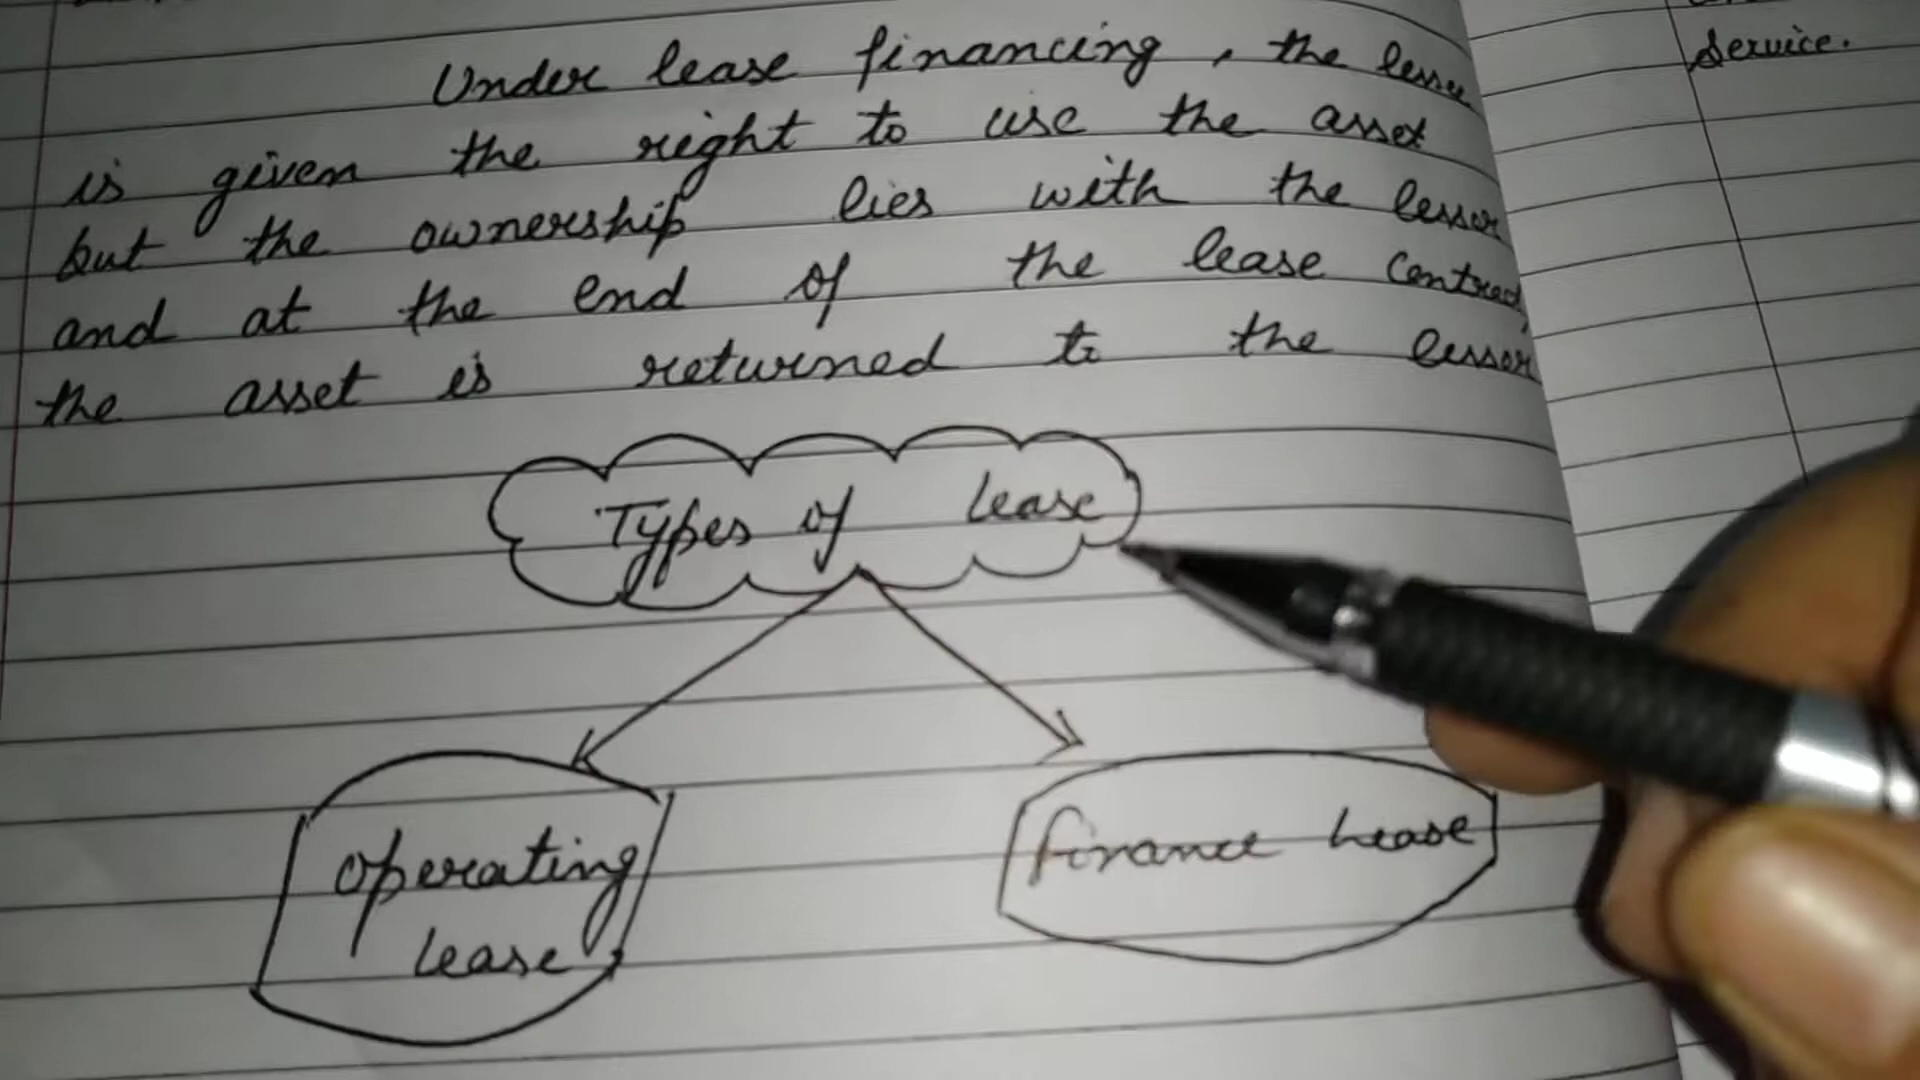 Under lease financing, the lessee
is given the right to use the asset
but the ownership lies with the lessor
and at the end of the lease contract,
the asset is returned to the lessor
Types of lease
operating
lease
finance lease
service.